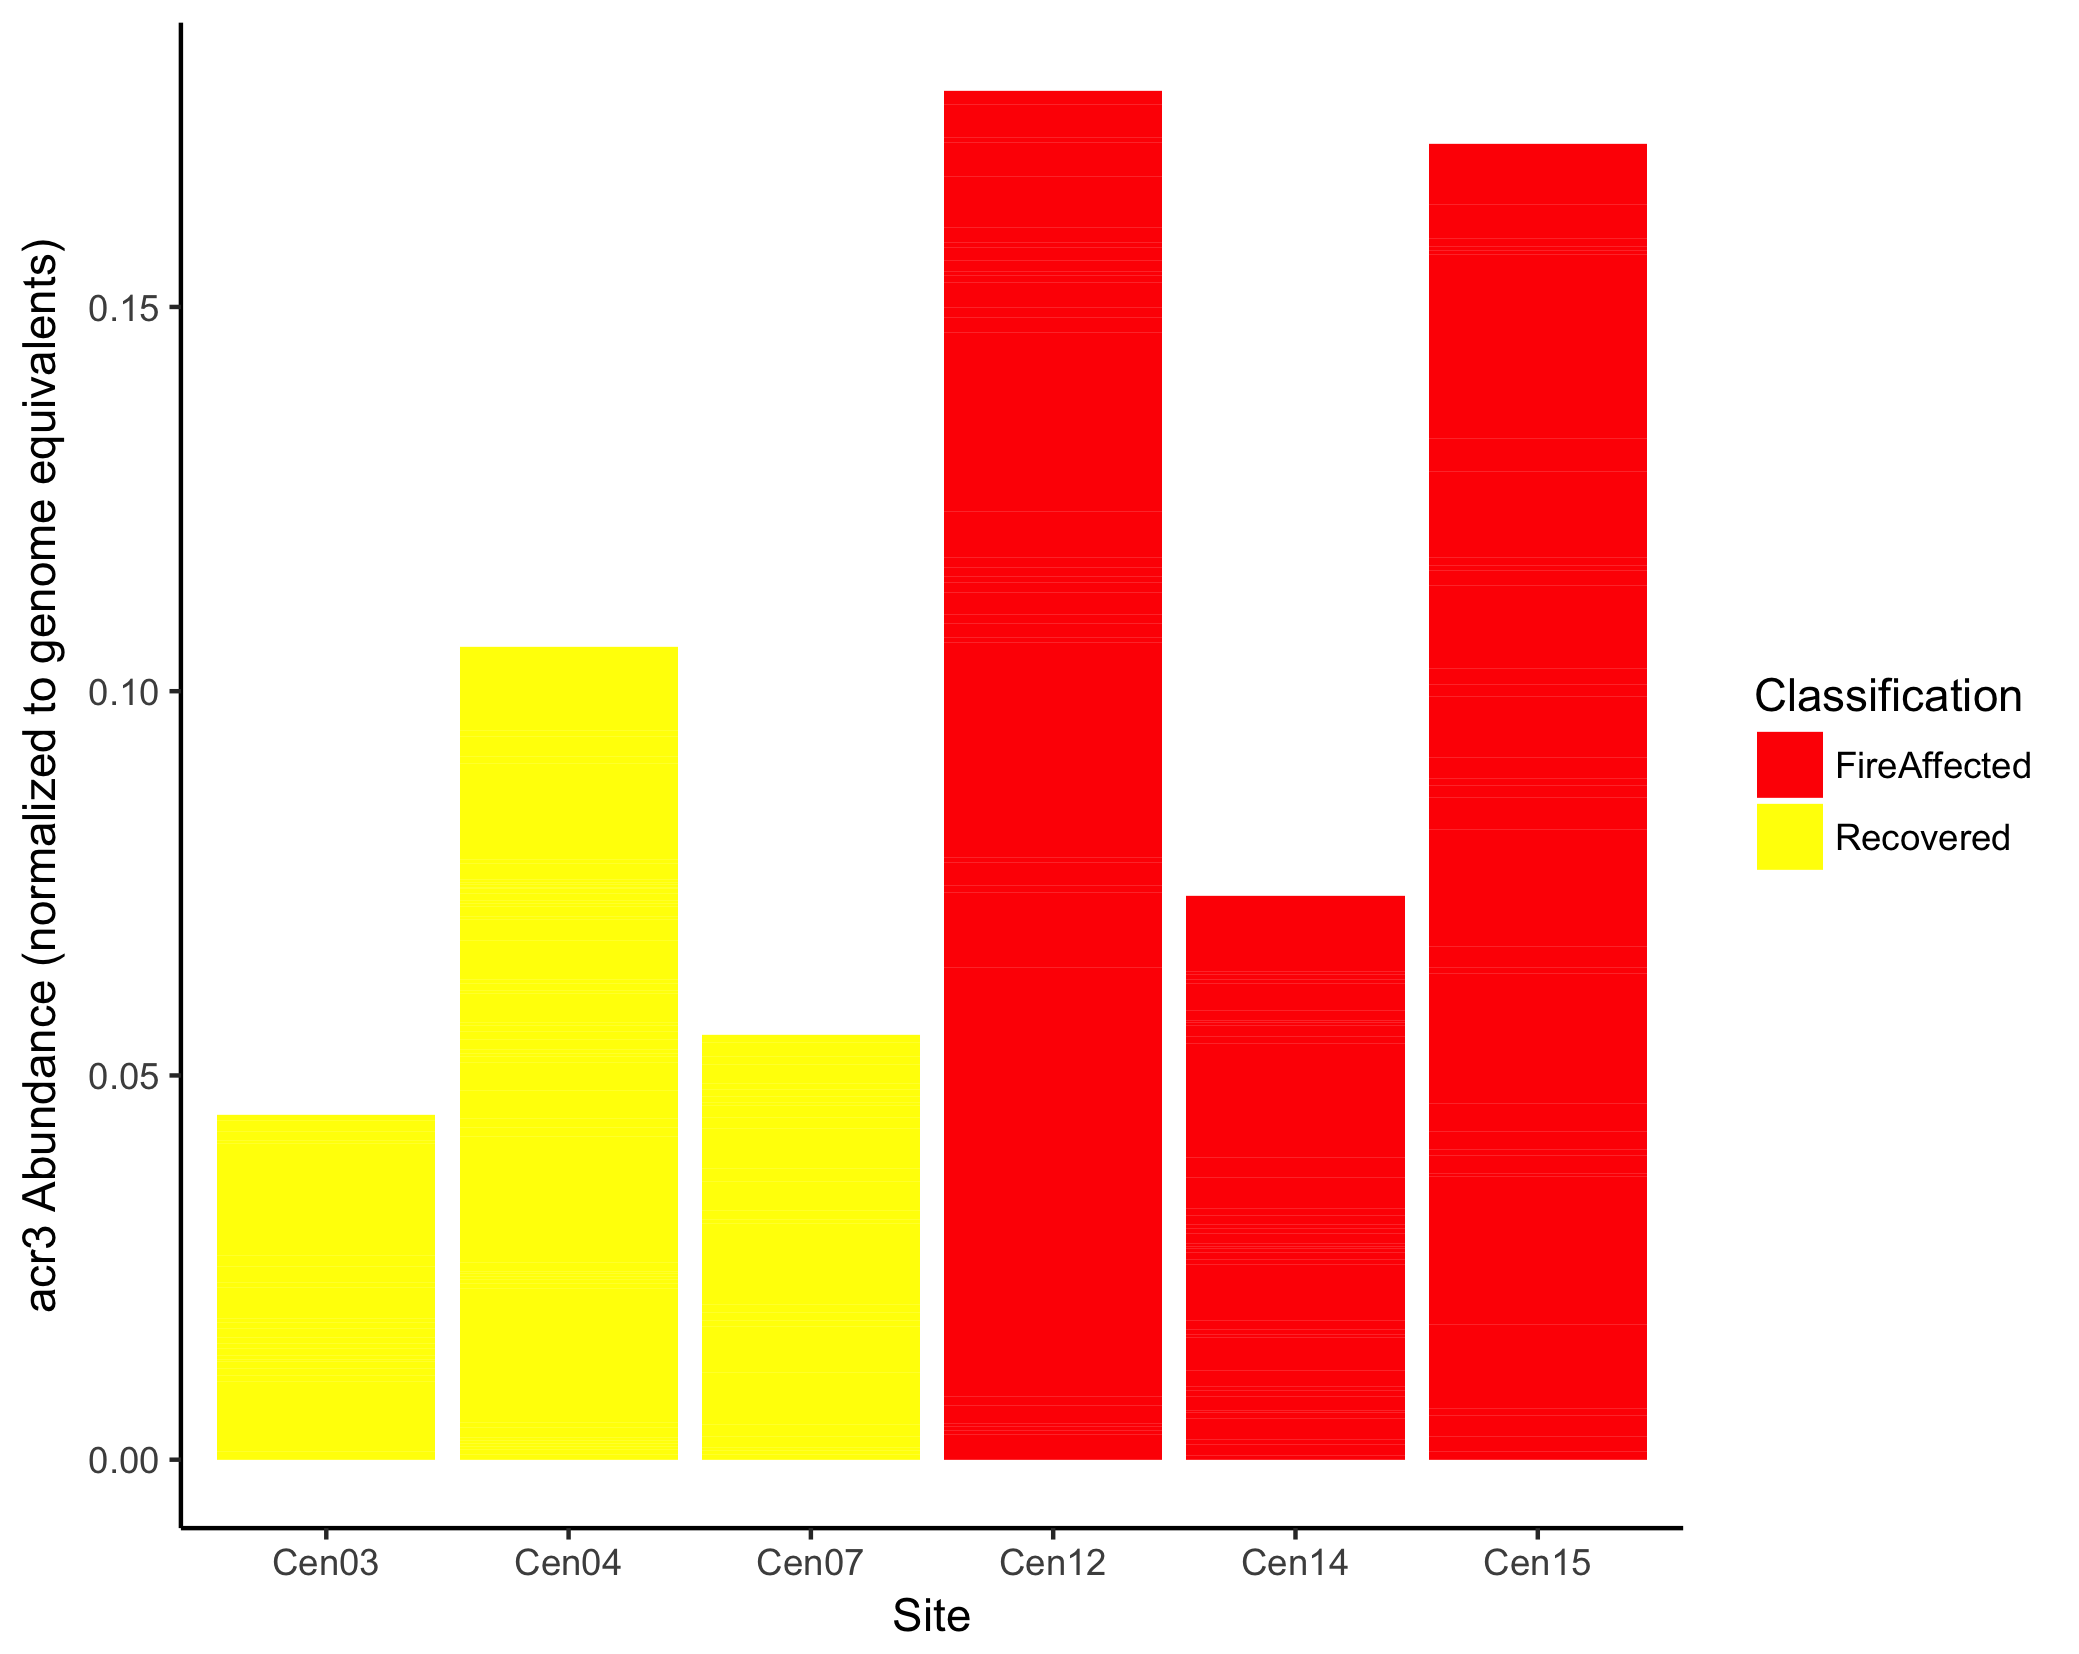 acr3 Abundance (normalized to genome equivalents)
0.15
0.10
0.05
0.00
Cen03 Cen04 Cen07 Cen12 Cen14 Cen15
Site
Classification
FireAffected
Recovered